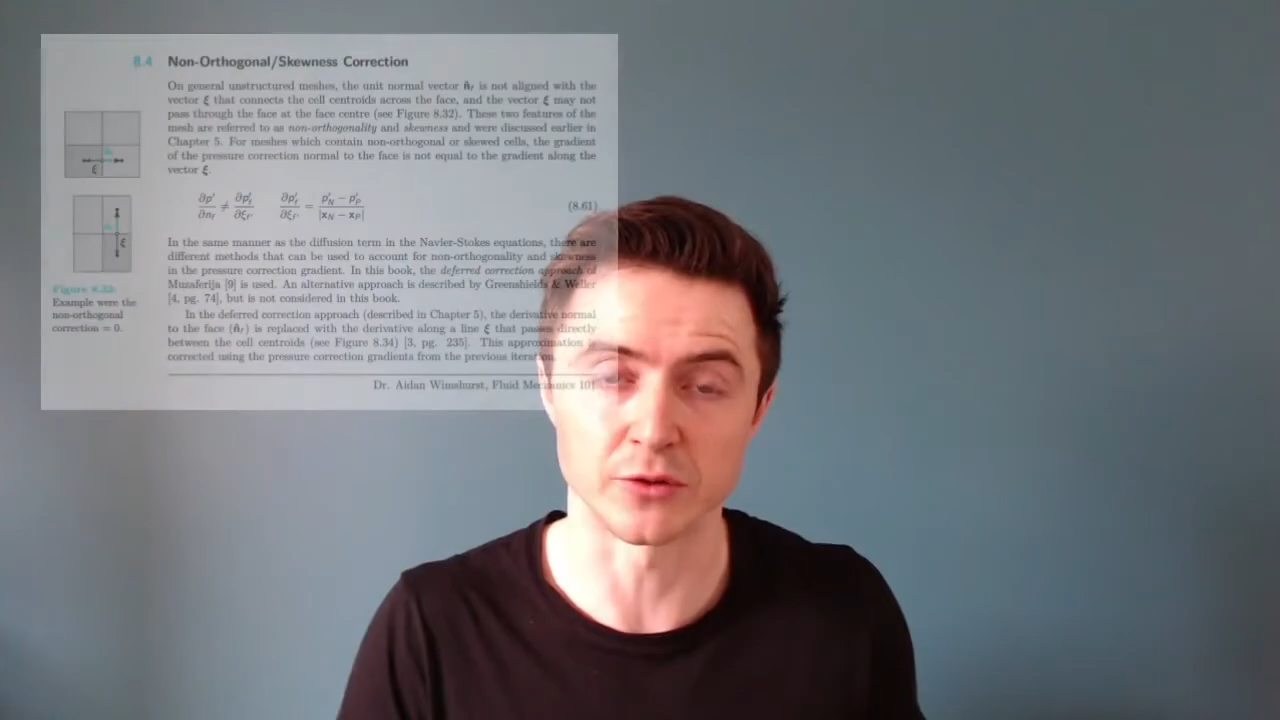 8.4 Non-Orthogonal/Skewness Correction
On general unstructured meshes, the unit normal vector n̂f is not aligned with the
vector ξ that connects the cell centroids across the face, and the vector ξ may not
pass through the face at the face centre (see Figure 8.32). These two features of the
mesh are referred to as non-orthogonality and skewness and were discussed earlier in
Chapter 5. For meshes which contain non-orthogonal or skewed cells, the gradient
of the pressure correction normal to the face is not equal to the gradient along the
vector ξ.
∂p'/∂nf ≠ ∂p'f/∂ξf' ∂p'f/∂ξf' = (p'N − p'P)/|xN − xP| (8.61)
In the same manner as the diffusion term in the Navier-Stokes equations, there are
different methods that can be used to account for non-orthogonality and skewness
in the pressure correction gradient. In this book, the deferred correction approach of
Muzaferija [9] is used. An alternative approach is described by Greenshields & Weller
[4, pg. 74], but is not considered in this book.
In the deferred correction approach (described in Chapter 5), the derivative normal
to the face (n̂f) is replaced with the derivative along a line ξ that passes directly
between the cell centroids (see Figure 8.34) [3, pg. 235]. This approximation is
corrected using the pressure correction gradients from the previous iteration.
Dr. Aidan Wimshurst, Fluid Mechanics 101
ξ
ξ
Figure 8.33:
Example were the
non-orthogonal
correction = 0.